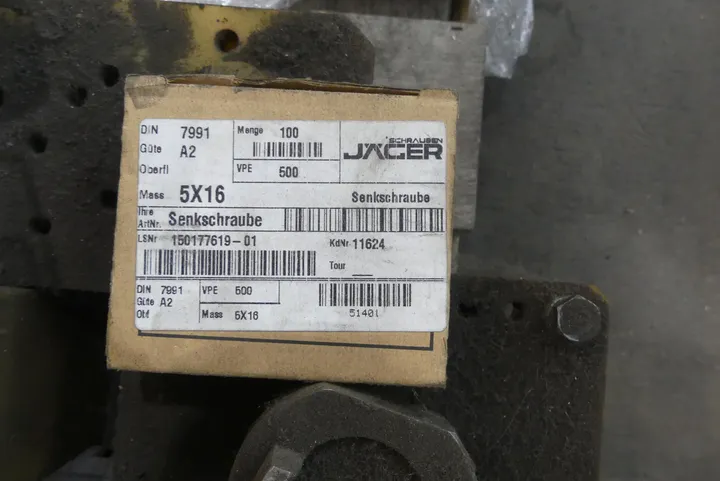 DIN 7991 Menge 100 SCHRAUBEN
Güte A2 JÄGER
Oberfl VPE 500
Mass 5X16 Senkschraube
Ihre
ArtNr. Senkschraube
LSNr 150177619-01 KdNr 11624
Tour
DIN 7991 VPE 500
Güte A2
Obf Mass 5X16 51401